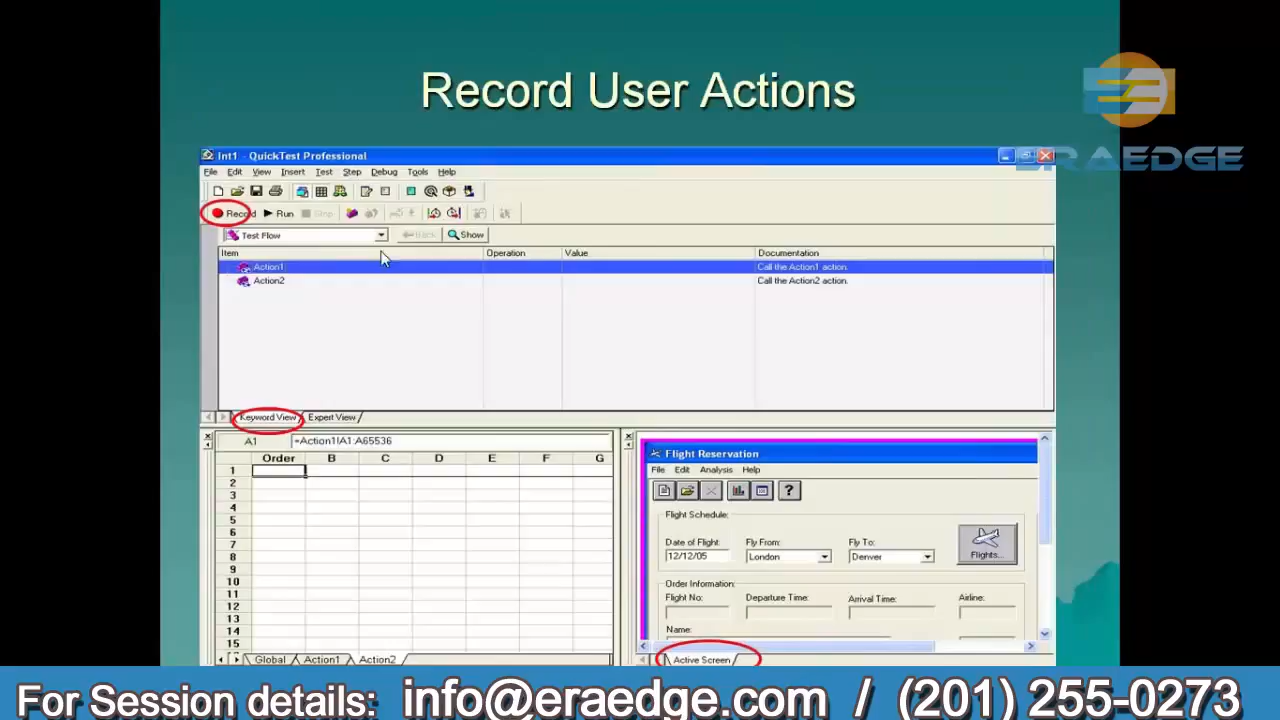 Record User Actions
ERAEDGE
Int1 - QuickTest Professional
File Edit View Insert Test Step Debug Tools Help
Record Run Stop
Test Flow Back Show
Item Operation Value Documentation
Action1 Call the Action1 action.
Action2 Call the Action2 action.
Keyword View Expert View
A1 =Action1!A1:A65536
Order B C D E F G
1
2
3
4
5
6
7
8
9
10
11
12
13
14
15
Global Action1 Action2
Flight Reservation
File Edit Analysis Help
?
Flight Schedule:
Date of Flight: Fly From: Fly To:
12/12/05 London Denver Flights...
Order Information:
Flight No: Departure Time: Arrival Time: Airline:
Name:
Active Screen
For Session details: info@eraedge.com / (201) 255-0273